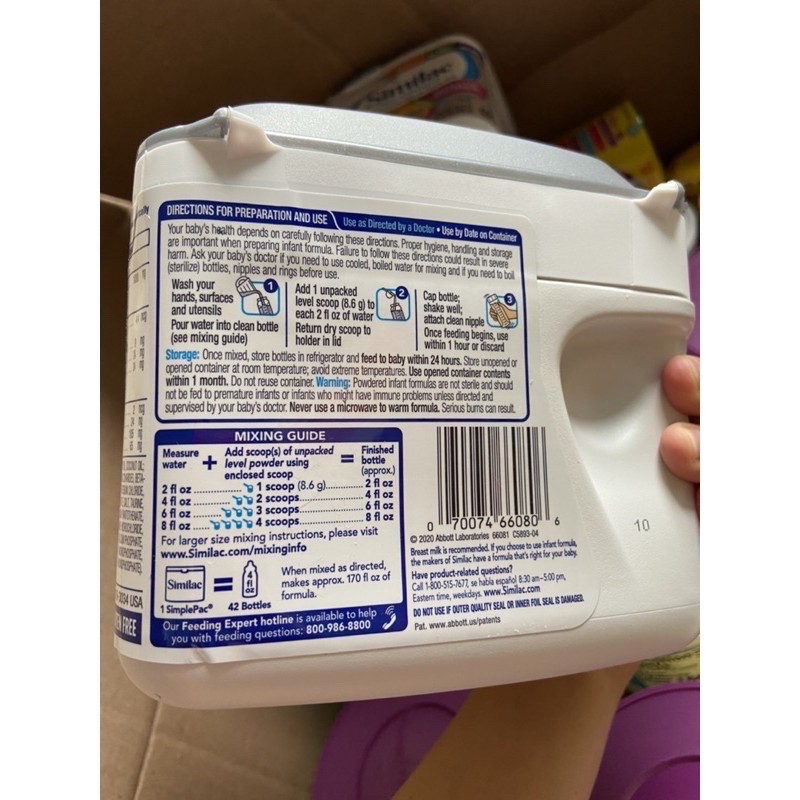 Similac
DIRECTIONS FOR PREPARATION AND USE
Use as Directed by a Doctor • Use by Date on Container
Your baby's health depends on carefully following these directions. Proper hygiene, handling and storage
are important when preparing infant formula. Failure to follow these directions could result in severe
harm. Ask your baby's doctor if you need to use cooled, boiled water for mixing and if you need to boil
(sterilize) bottles, nipples and rings before use.
Wash your
hands, surfaces
and utensils
Pour water into clean bottle
(see mixing guide)
1
Add 1 unpacked
level scoop (8.6 g) to
each 2 fl oz of water
Return dry scoop to
holder in lid
2
Cap bottle;
shake well;
attach clean nipple
Once feeding begins, use
within 1 hour or discard
3
Storage: Once mixed, store bottles in refrigerator and feed to baby within 24 hours. Store unopened or
opened container at room temperature; avoid extreme temperatures. Use opened container contents
within 1 month. Do not reuse container. Warning: Powdered infant formulas are not sterile and should
not be fed to premature infants or infants who might have immune problems unless directed and
supervised by your baby's doctor. Never use a microwave to warm formula. Serious burns can result.
MIXING GUIDE
Measure
water
+
Add scoop(s) of unpacked
level powder using
enclosed scoop
=
Finished
bottle
(approx.)
2 fl oz ........... 1 scoop (8.6 g)........ 2 fl oz
4 fl oz ........... 2 scoops................ 4 fl oz
6 fl oz ........... 3 scoops................ 6 fl oz
8 fl oz ........... 4 scoops................ 8 fl oz
For larger size mixing instructions, please visit
www.Similac.com/mixinginfo
Similac
=
4
fl
oz
1 SimplePac®
42 Bottles
When mixed as directed,
makes approx. 170 fl oz of
formula.
Our Feeding Expert hotline is available to help
you with feeding questions: 800-986-8800
0 70074 66080 6
© 2020 Abbott Laboratories 66081 C5893-04
Breast milk is recommended. If you choose to use infant formula,
the makers of Similac have a formula that's right for your baby.
Have product-related questions?
Call 1-800-515-7677, se habla español 8:30 am–5:00 pm,
Eastern time, weekdays. www.Similac.com
DO NOT USE IF OUTER QUALITY SEAL OR INNER FOIL SEAL IS DAMAGED.
Pat. www.abbott.us/patents
10
USA
FREE